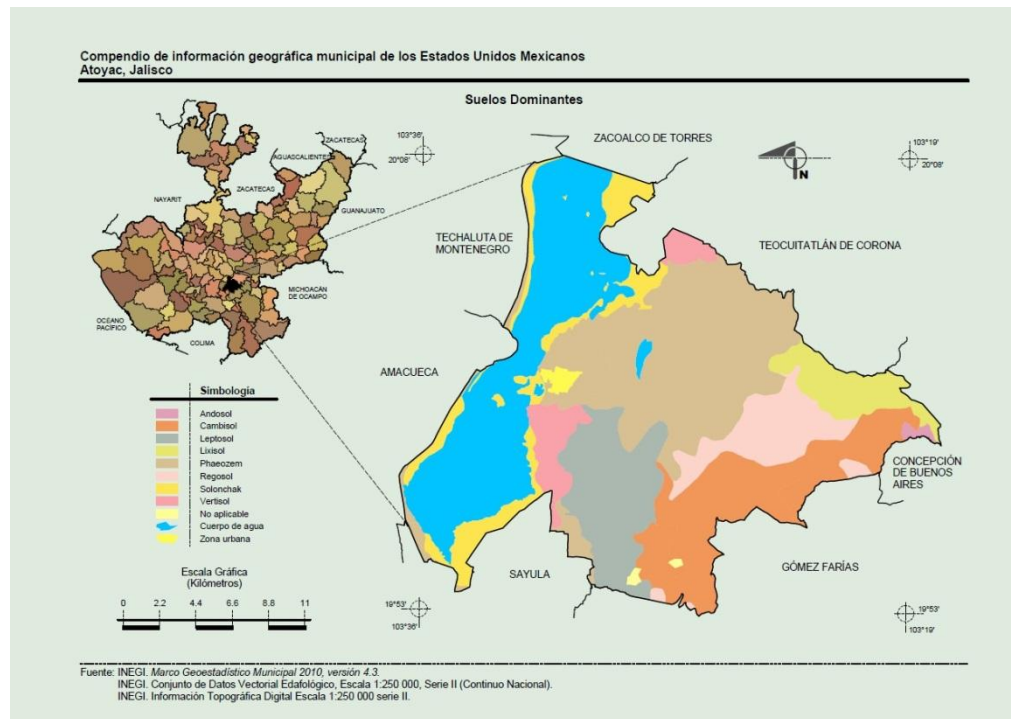 Compendio de información geográfica municipal de los Estados Unidos Mexicanos
Atoyac, Jalisco
Suelos Dominantes
ZACATECAS
AGUASCALIENTES
ZACATECAS
NAYARIT
GUANAJUATO
MICHOACÁN
DE OCAMPO
OCÉANO
PACÍFICO
COLIMA
103°36'
20°08'
ZACOALCO DE TORRES
N
103°19'
20°08'
TECHALUTA DE
MONTENEGRO
TEOCUITATLÁN DE CORONA
AMACUECA
CONCEPCIÓN
DE BUENOS
AIRES
SAYULA
GÓMEZ FARÍAS
19°53'
103°36'
19°53'
103°19'
Simbología
Andosol
Cambisol
Leptosol
Lixisol
Phaeozem
Regosol
Solonchak
Vertisol
No aplicable
Cuerpo de agua
Zona urbana
Escala Gráfica
(Kilómetros)
0 2.2 4.4 6.6 8.8 11
Fuente: INEGI. Marco Geoestadístico Municipal 2010, versión 4.3.
INEGI. Conjunto de Datos Vectorial Edafológico, Escala 1:250 000, Serie II (Continuo Nacional).
INEGI. Información Topográfica Digital Escala 1:250 000 serie II.